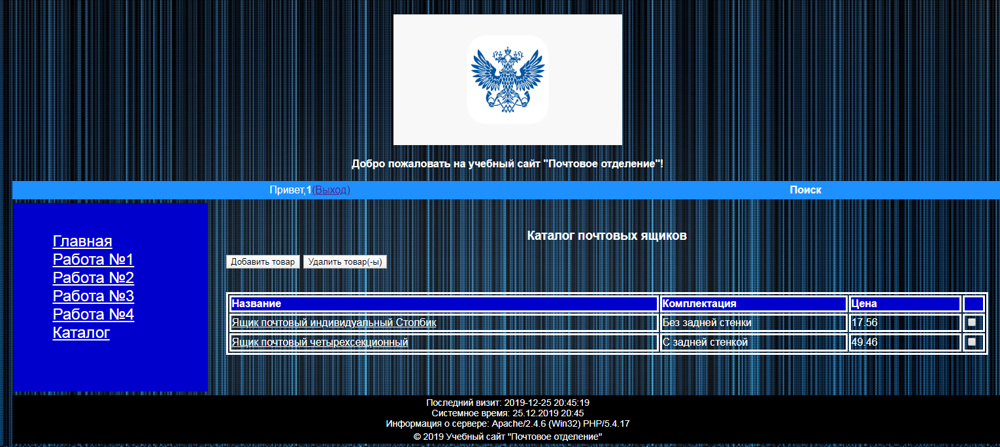 Добро пожаловать на учебный сайт "Почтовое отделение"!
Привет,1(Выход) Поиск
Главная
Работа №1
Работа №2
Работа №3
Работа №4
Каталог
Каталог почтовых ящиков
Добавить товар Удалить товар(-ы)
Название Комплектация Цена
Ящик почтовый индивидуальный Столбик Без задней стенки 17.56
Ящик почтовый четырехсекционный С задней стенкой 49.46
Последний визит: 2019-12-25 20:45:19
Системное время: 25.12.2019 20:45
Информация о сервере: Apache/2.4.6 (Win32) PHP/5.4.17
© 2019 Учебный сайт "Почтовое отделение"